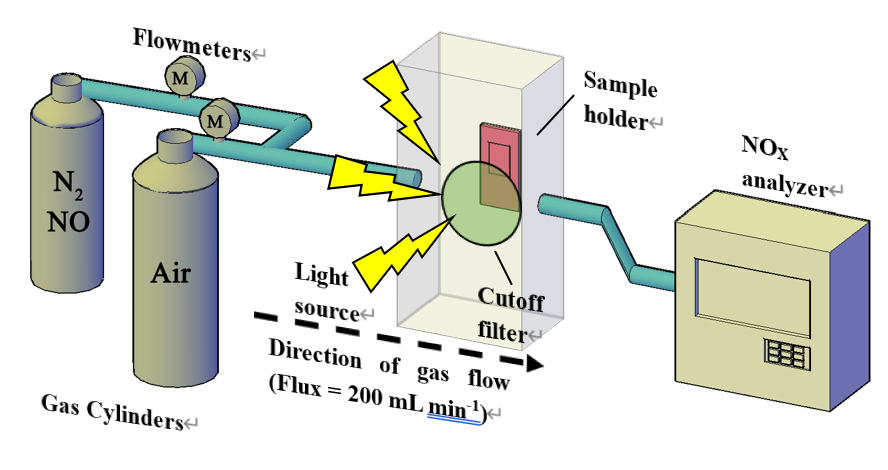 Flowmeters↵
M
M
N₂
NO
Air
Gas Cylinders↵
Light
source↵
Sample
holder↵
Cutoff
filter↵
NOx
analyzer↵
Direction of gas flow
(Flux = 200 mL min⁻¹)↵